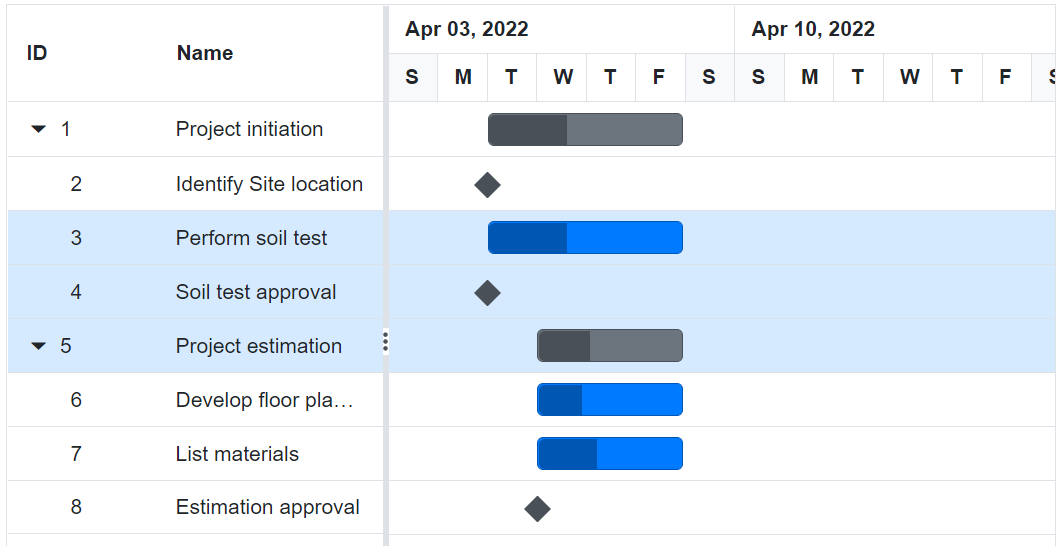 ID Name Apr 03, 2022 Apr 10, 2022
S M T W T F S S M T W T F S
1 Project initiation
2 Identify Site location
3 Perform soil test
4 Soil test approval
5 Project estimation
6 Develop floor pla…
7 List materials
8 Estimation approval